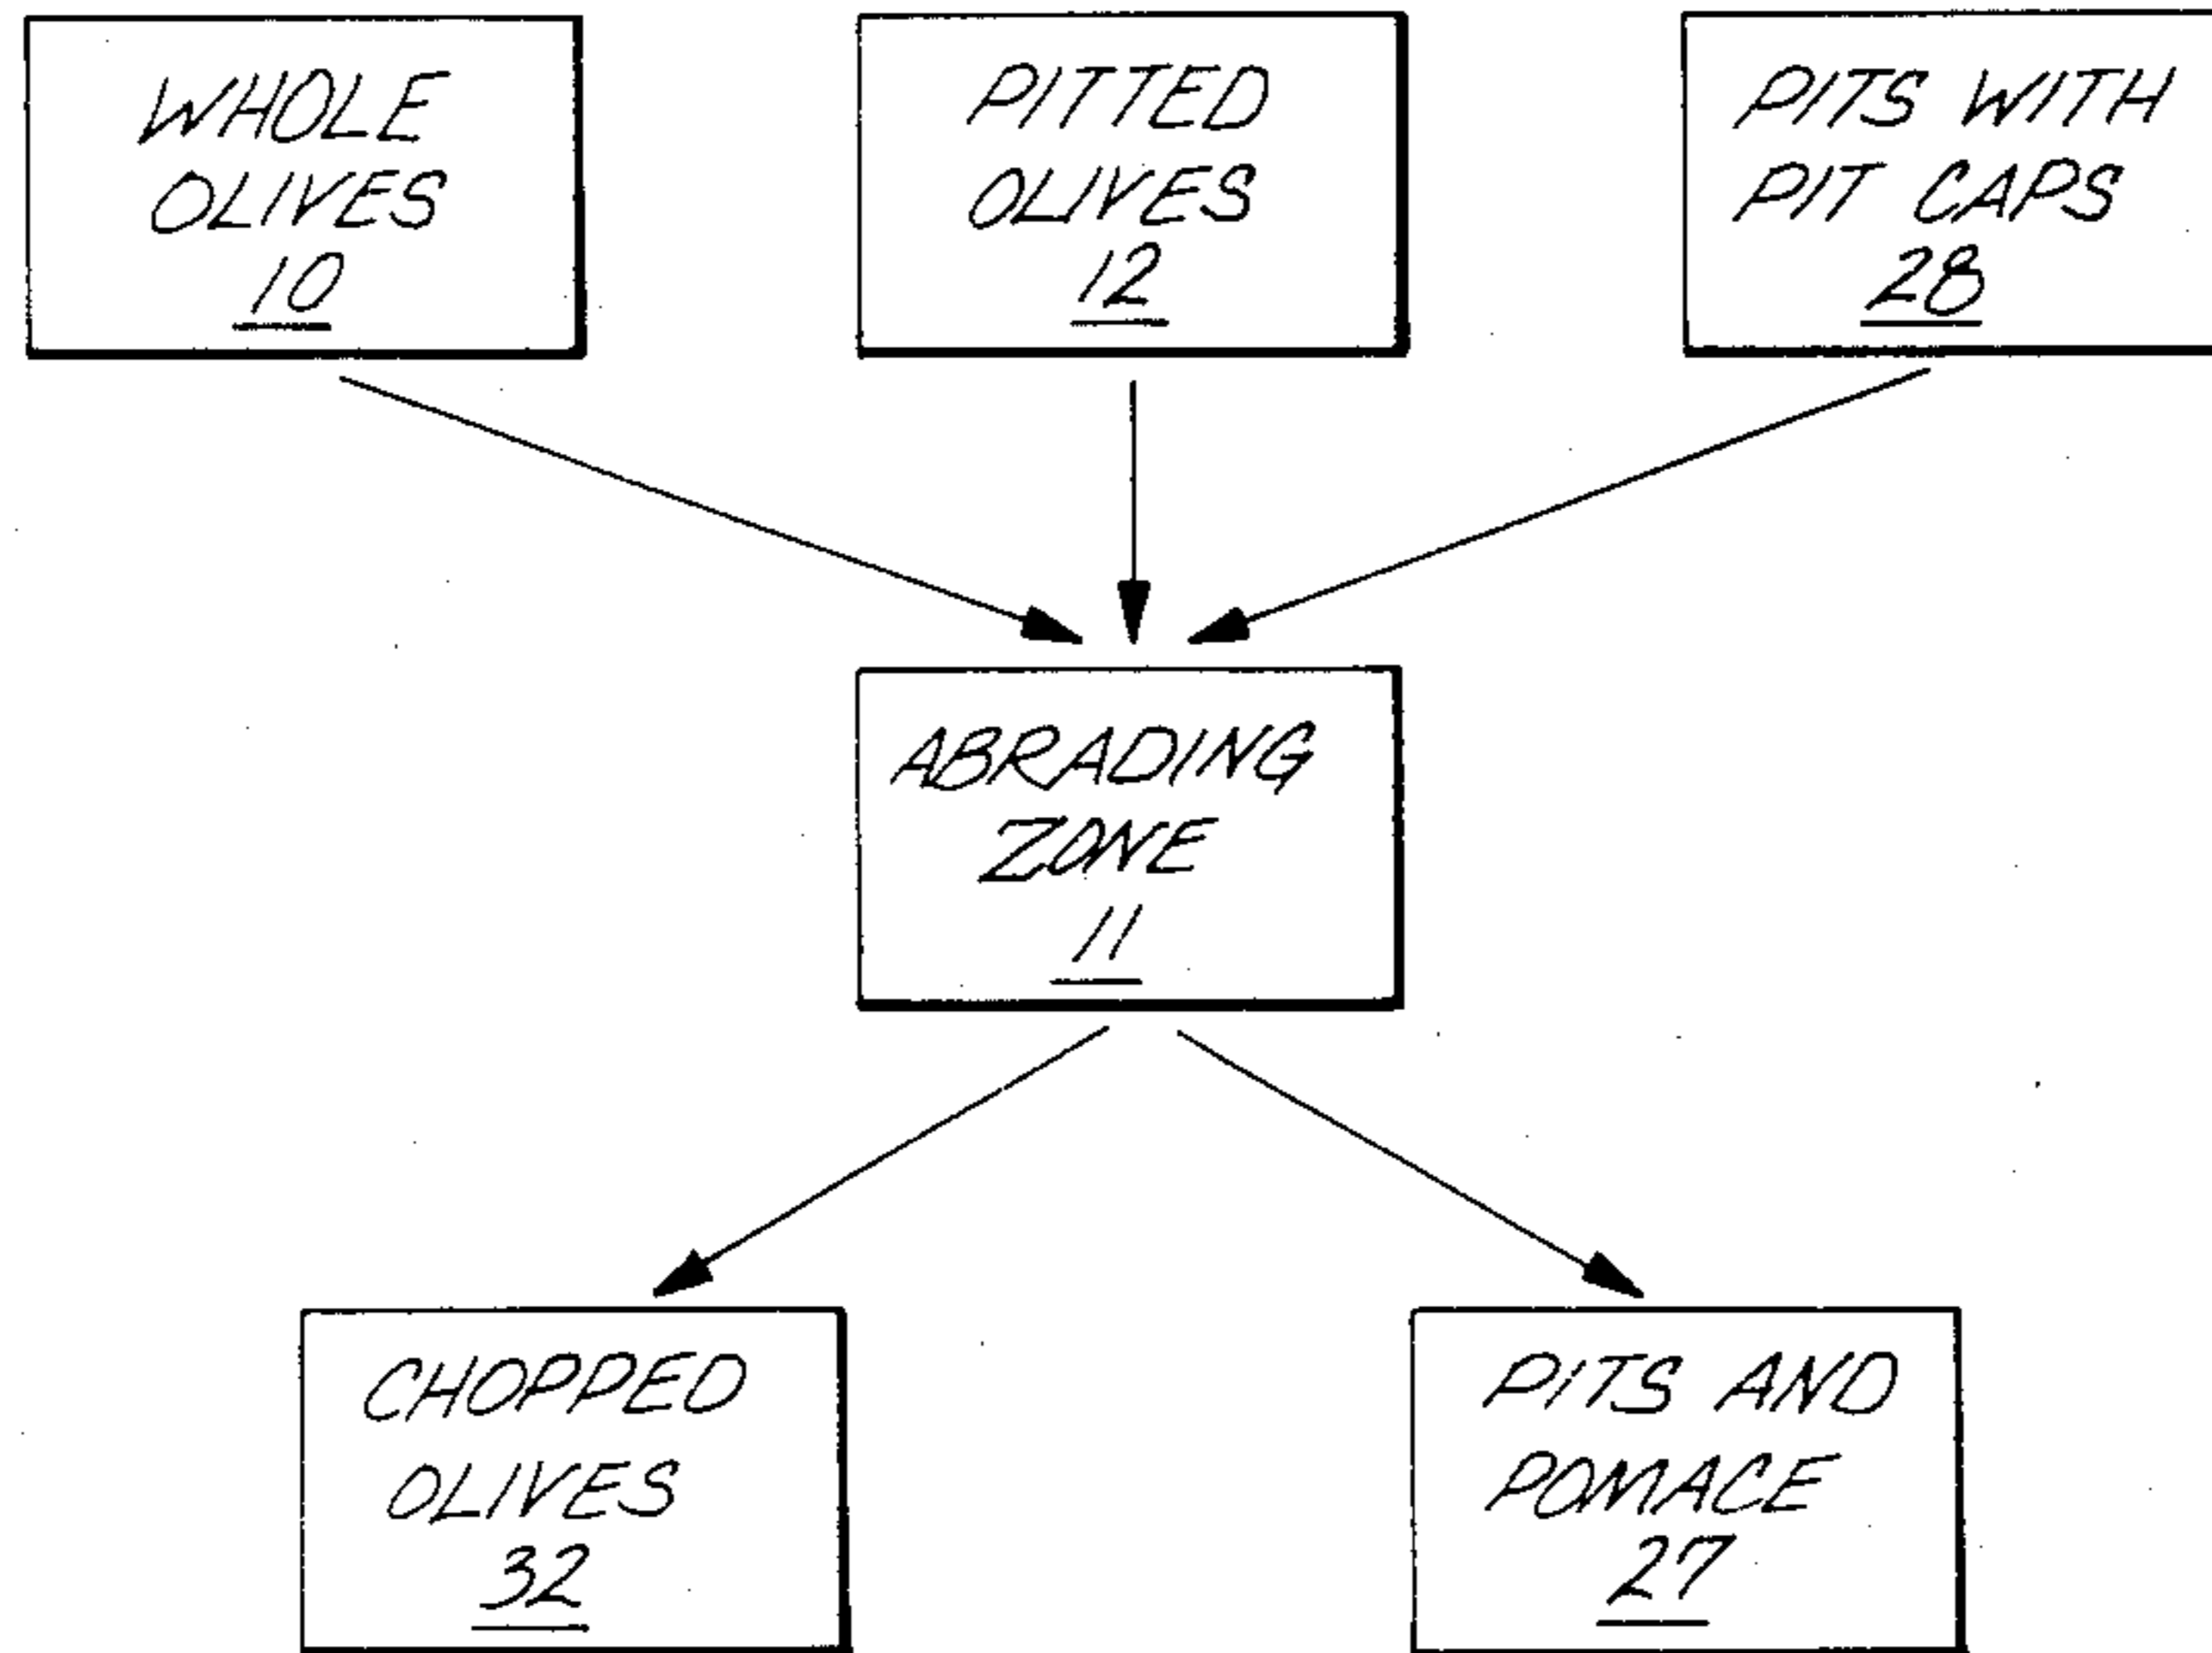 WHOLE
OLIVES
10
PITTED
OLIVES
12
PITS WITH
PIT CAPS
28
ABRADING
ZONE
11
CHOPPED
OLIVES
32
PITS AND
POMACE
27